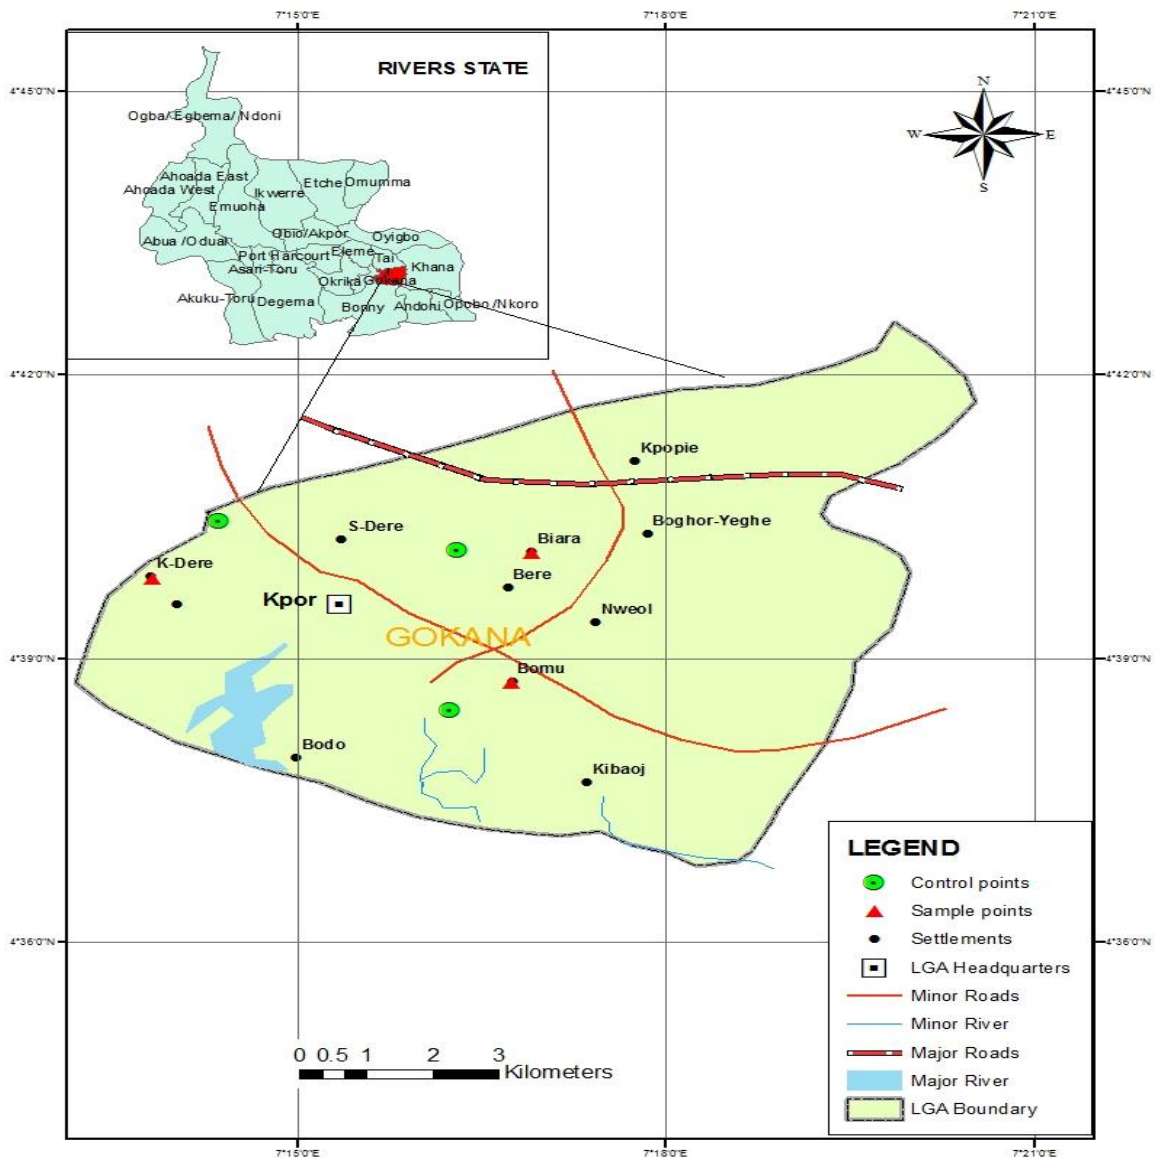 7°15'0"E 7°18'0"E 7°21'0"E
RIVERS STATE
4°45'0"N 4°45'0"N
N
W E
S
Ogba/ Egbema/ Ndoni
Ahoada East
Ahoada West
Etche Omumma
Ikwerre
Emuoha
Obio/Akpor
Oyigbo
Abua /Odual
Port Harcourt
Eleme
Tai
Asari-Toru
Khana
Okrika
Gokana
Akuku-Toru
Degema
Bonny
Andoni
Opobo /Nkoro
4°42'0"N 4°42'0"N
Kpopie
S-Dere
Boghor-Yeghe
Biara
K-Dere
Bere
Kpor
Nweol
GOKANA
4°39'0"N 4°39'0"N
Bomu
Bodo
Kibaoj
LEGEND
Control points
Sample points
Settlements
LGA Headquarters
Minor Roads
Minor River
Major Roads
Major River
LGA Boundary
4°36'0"N 4°36'0"N
0 0.5 1 2 3
Kilometers
7°15'0"E 7°18'0"E 7°21'0"E